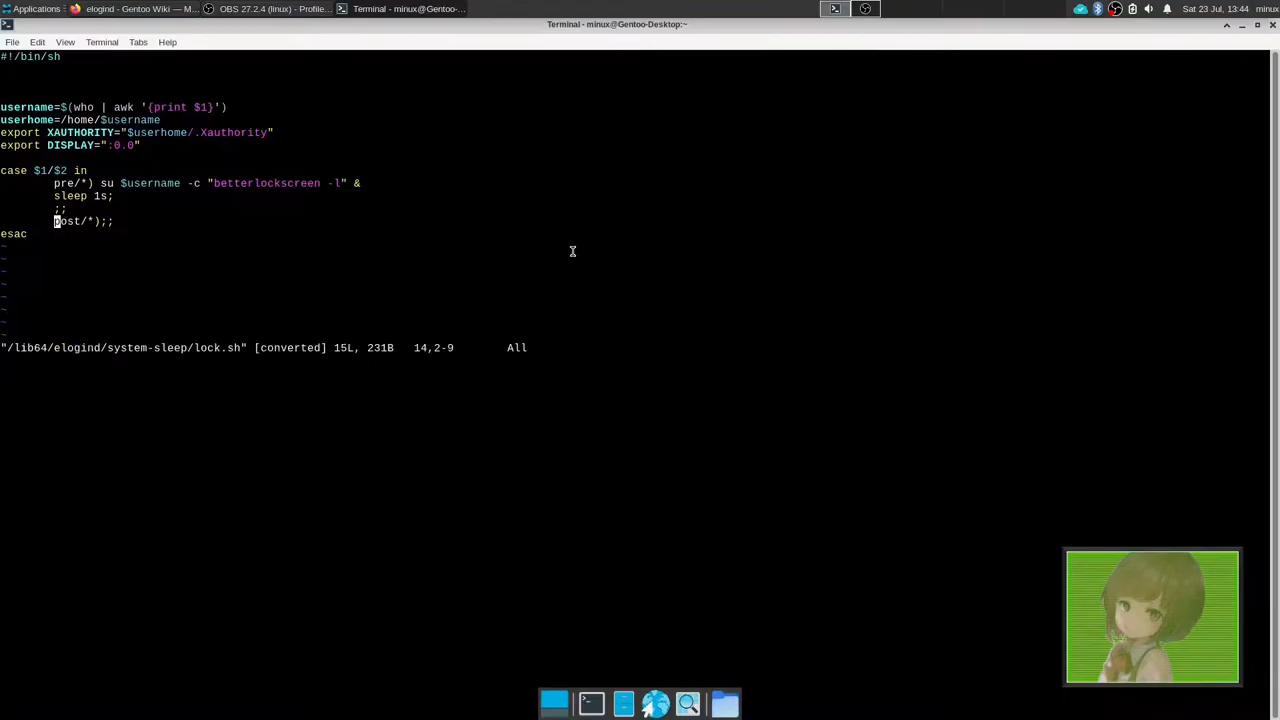 Applications
elogind - Gentoo Wiki — M...
OBS 27.2.4 (linux) - Profile...
Terminal - minux@Gentoo-...
Sat 23 Jul, 13:44
minux
Terminal - minux@Gentoo-Desktop:~
File Edit View Terminal Tabs Help
#!/bin/sh
username=$(who | awk '{print $1}')
userhome=/home/$username
export XAUTHORITY="$userhome/.Xauthority"
export DISPLAY=":0.0"
case $1/$2 in
pre/*) su $username -c "betterlockscreen -l" &
sleep 1s;
;;
post/*);;
esac
~
~
~
~
~
~
~
~
"/lib64/elogind/system-sleep/lock.sh" [converted] 15L, 231B 14,2-9 All